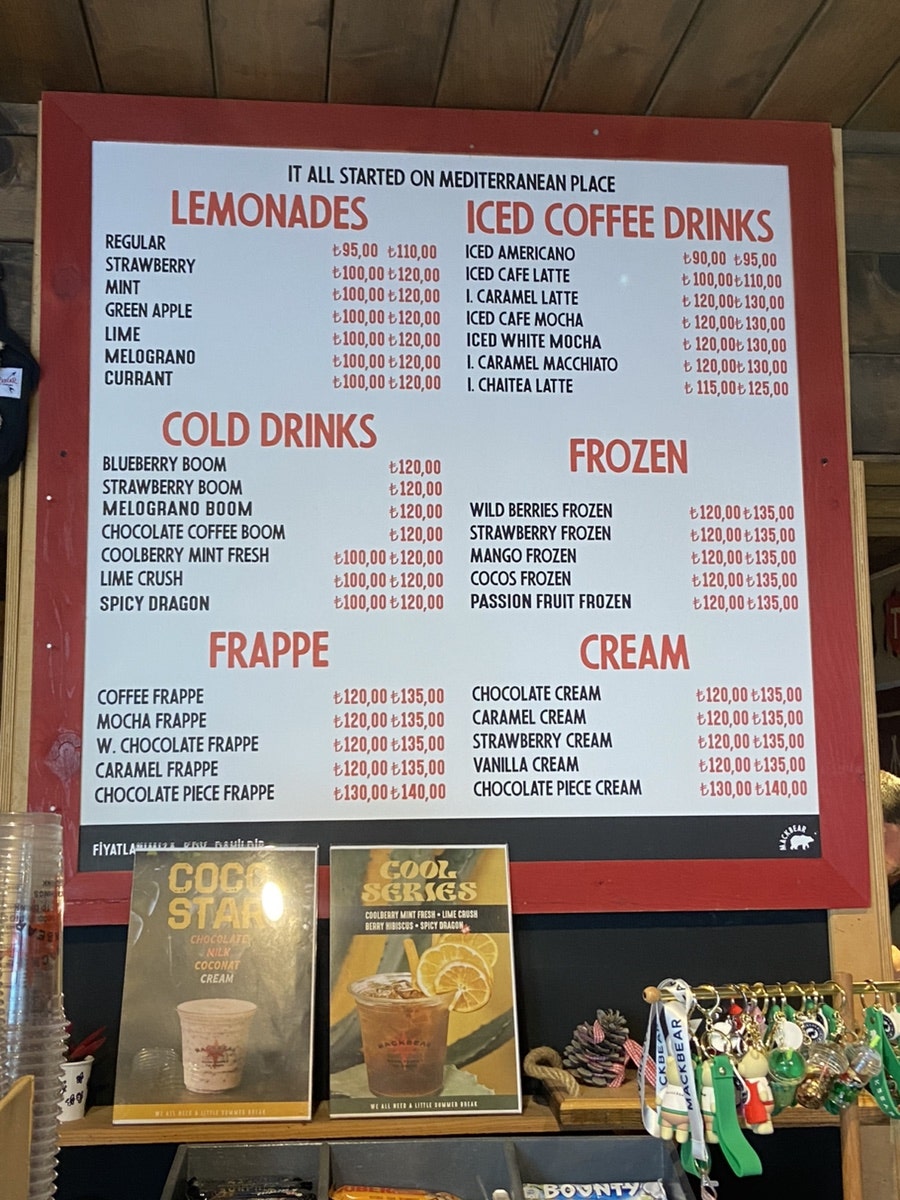 IT ALL STARTED ON MEDITERRANEAN PLACE
LEMONADES
REGULAR ₺95,00 ₺110,00
STRAWBERRY ₺100,00 ₺120,00
MINT ₺100,00 ₺120,00
GREEN APPLE ₺100,00 ₺120,00
LIME ₺100,00 ₺120,00
MELOGRANO ₺100,00 ₺120,00
CURRANT ₺100,00 ₺120,00
ICED COFFEE DRINKS
ICED AMERICANO ₺90,00 ₺95,00
ICED CAFE LATTE ₺100,00 ₺110,00
I. CARAMEL LATTE ₺120,00 ₺130,00
ICED CAFE MOCHA ₺120,00 ₺130,00
ICED WHITE MOCHA ₺120,00 ₺130,00
I. CARAMEL MACCHIATO ₺120,00 ₺130,00
I. CHAITEA LATTE ₺115,00 ₺125,00
COLD DRINKS
BLUEBERRY BOOM ₺120,00
STRAWBERRY BOOM ₺120,00
MELOGRANO BOOM ₺120,00
CHOCOLATE COFFEE BOOM ₺120,00
COOLBERRY MINT FRESH ₺100,00 ₺120,00
LIME CRUSH ₺100,00 ₺120,00
SPICY DRAGON ₺100,00 ₺120,00
FROZEN
WILD BERRIES FROZEN ₺120,00 ₺135,00
STRAWBERRY FROZEN ₺120,00 ₺135,00
MANGO FROZEN ₺120,00 ₺135,00
COCOS FROZEN ₺120,00 ₺135,00
PASSION FRUIT FROZEN ₺120,00 ₺135,00
FRAPPE
COFFEE FRAPPE ₺120,00 ₺135,00
MOCHA FRAPPE ₺120,00 ₺135,00
W. CHOCOLATE FRAPPE ₺120,00 ₺135,00
CARAMEL FRAPPE ₺120,00 ₺135,00
CHOCOLATE PIECE FRAPPE ₺130,00 ₺140,00
CREAM
CHOCOLATE CREAM ₺120,00 ₺135,00
CARAMEL CREAM ₺120,00 ₺135,00
STRAWBERRY CREAM ₺120,00 ₺135,00
VANILLA CREAM ₺120,00 ₺135,00
CHOCOLATE PIECE CREAM ₺130,00 ₺140,00
MACKBEAR
COCO
STAR
CHOCOLATE
MILK
COCONAT
CREAM
WE ALL NEED A LITTLE SUMMER BREAK
COOL
SERIES
COOLBERRY MINT FRESH • LIME CRUSH
BERRY HIBISCUS • SPICY DRAGON
MACKBEAR
WE ALL NEED A LITTLE SUMMER BREAK
MACKBEAR
BOUNTY